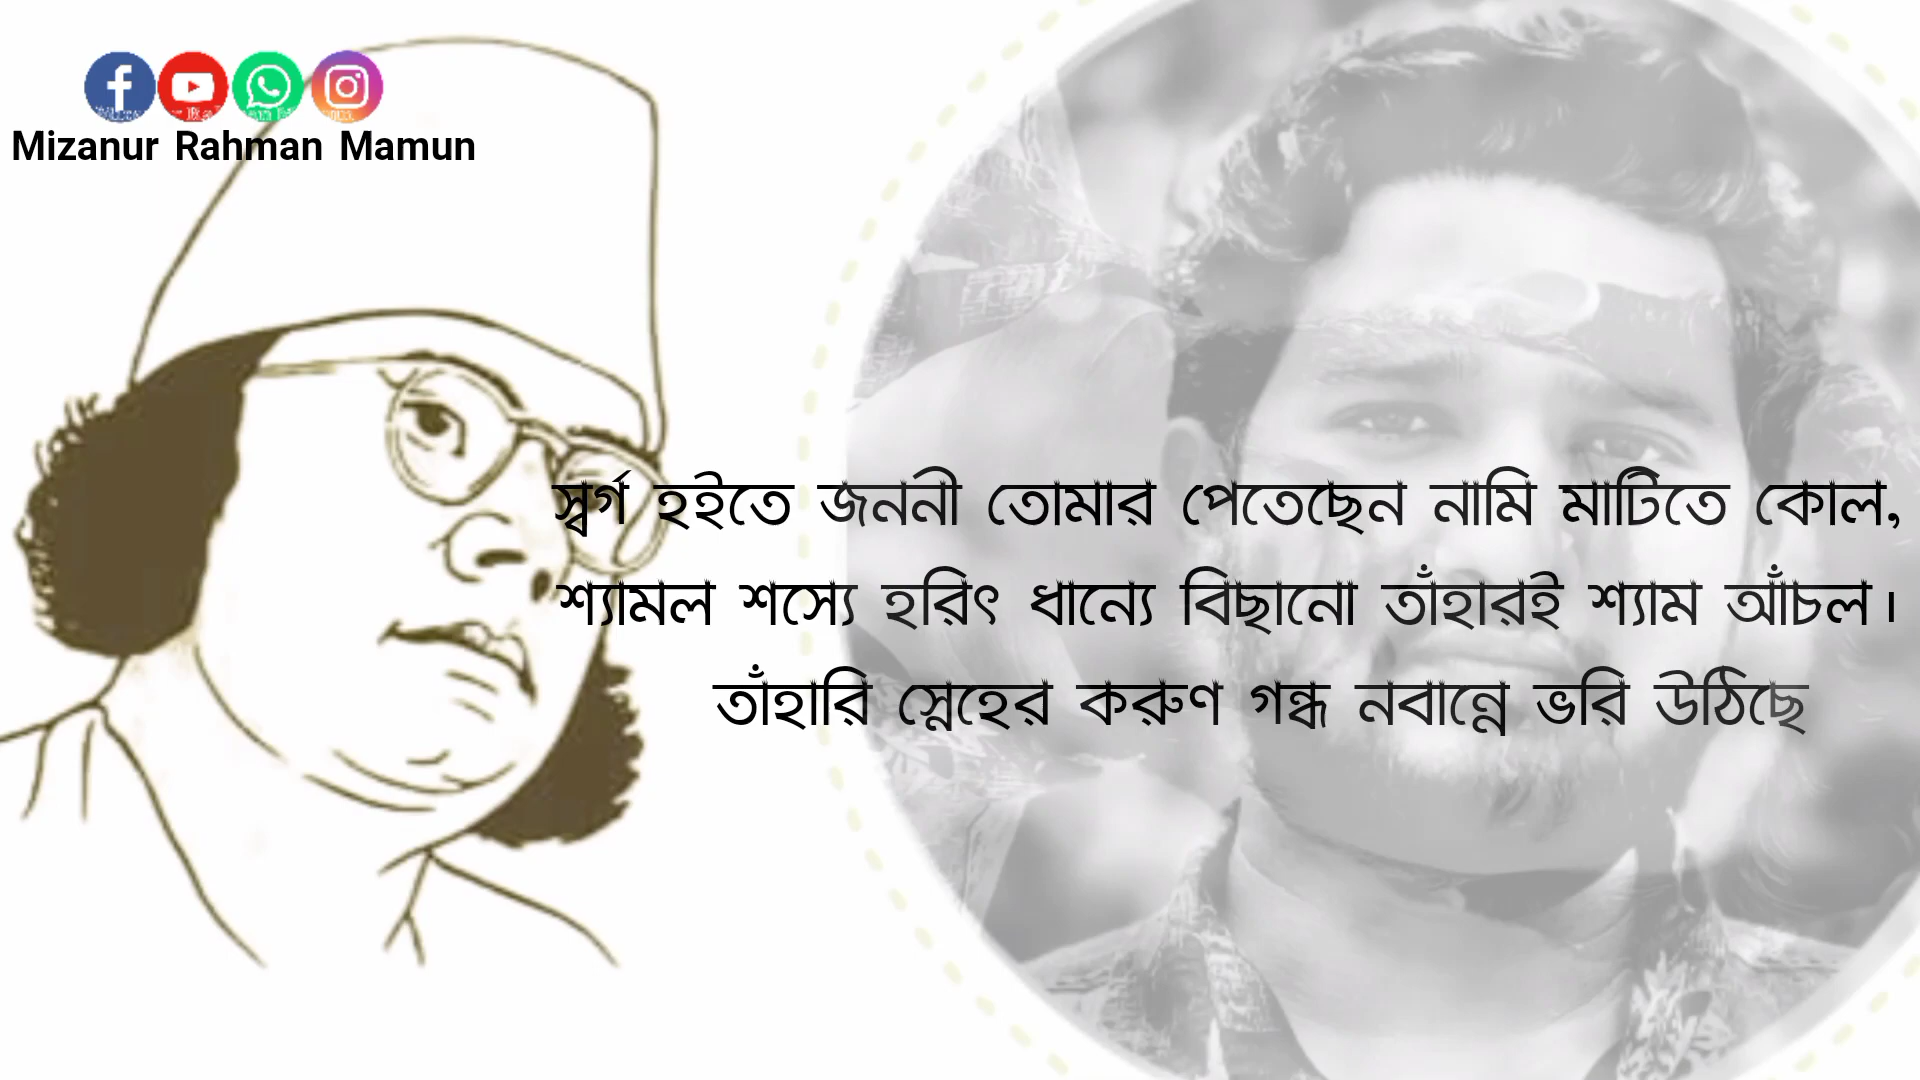 Mizanur Rahman Mamun
স্বর্গ হইতে জননী তোমার পেতেছেন নামি মাটিতে কোল,
শ্যামল শস্যে হরিৎ ধান্যে বিছানো তাঁহারই শ্যাম আঁচল।
তাঁহারি স্নেহের করুণ গন্ধ নবান্নে ভরি উঠিছে